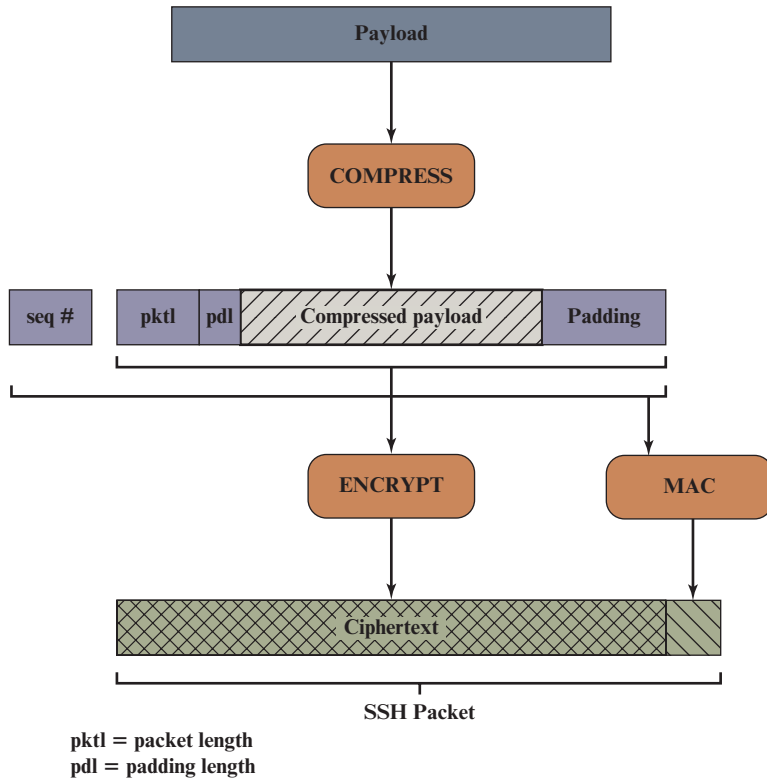 Payload
COMPRESS
seq #
pktl
pdl
Compressed payload
Padding
ENCRYPT
MAC
Ciphertext
SSH Packet
pktl = packet length
pdl = padding length